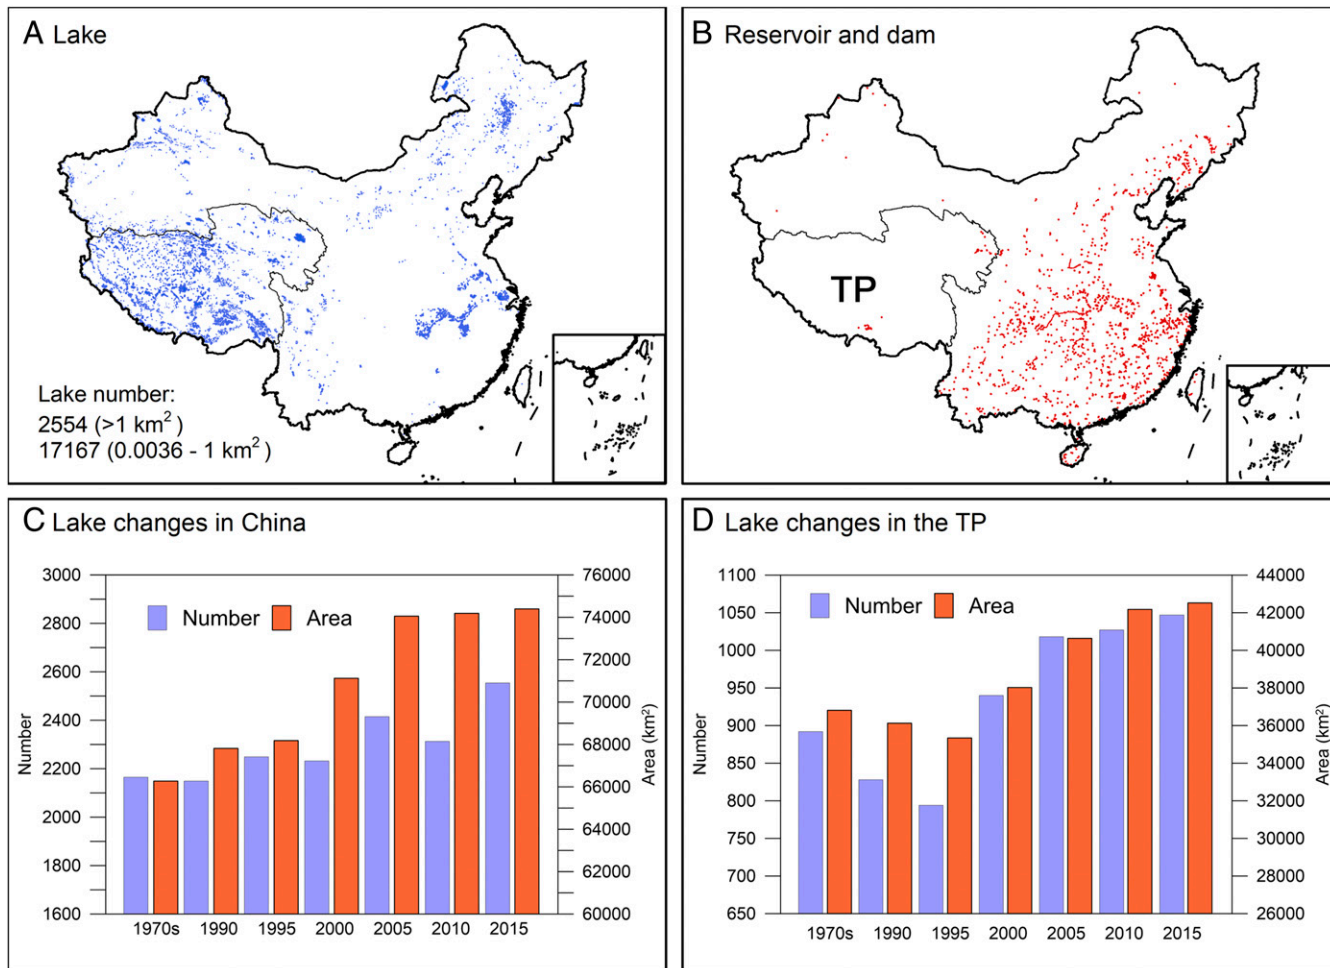 A Lake
Lake number:
2554 (>1 km²)
17167 (0.0036 - 1 km²)
B Reservoir and dam
TP
C Lake changes in China
3000
2800
2600
2400
2200
2000
1800
1600
Number
Number Area
76000
74000
72000
70000
68000
66000
64000
62000
60000
Area (km²)
1970s 1990 1995 2000 2005 2010 2015
D Lake changes in the TP
1100
1050
1000
950
900
850
800
750
700
650
Number
Number Area
44000
42000
40000
38000
36000
34000
32000
30000
28000
26000
Area (km²)
1970s 1990 1995 2000 2005 2010 2015